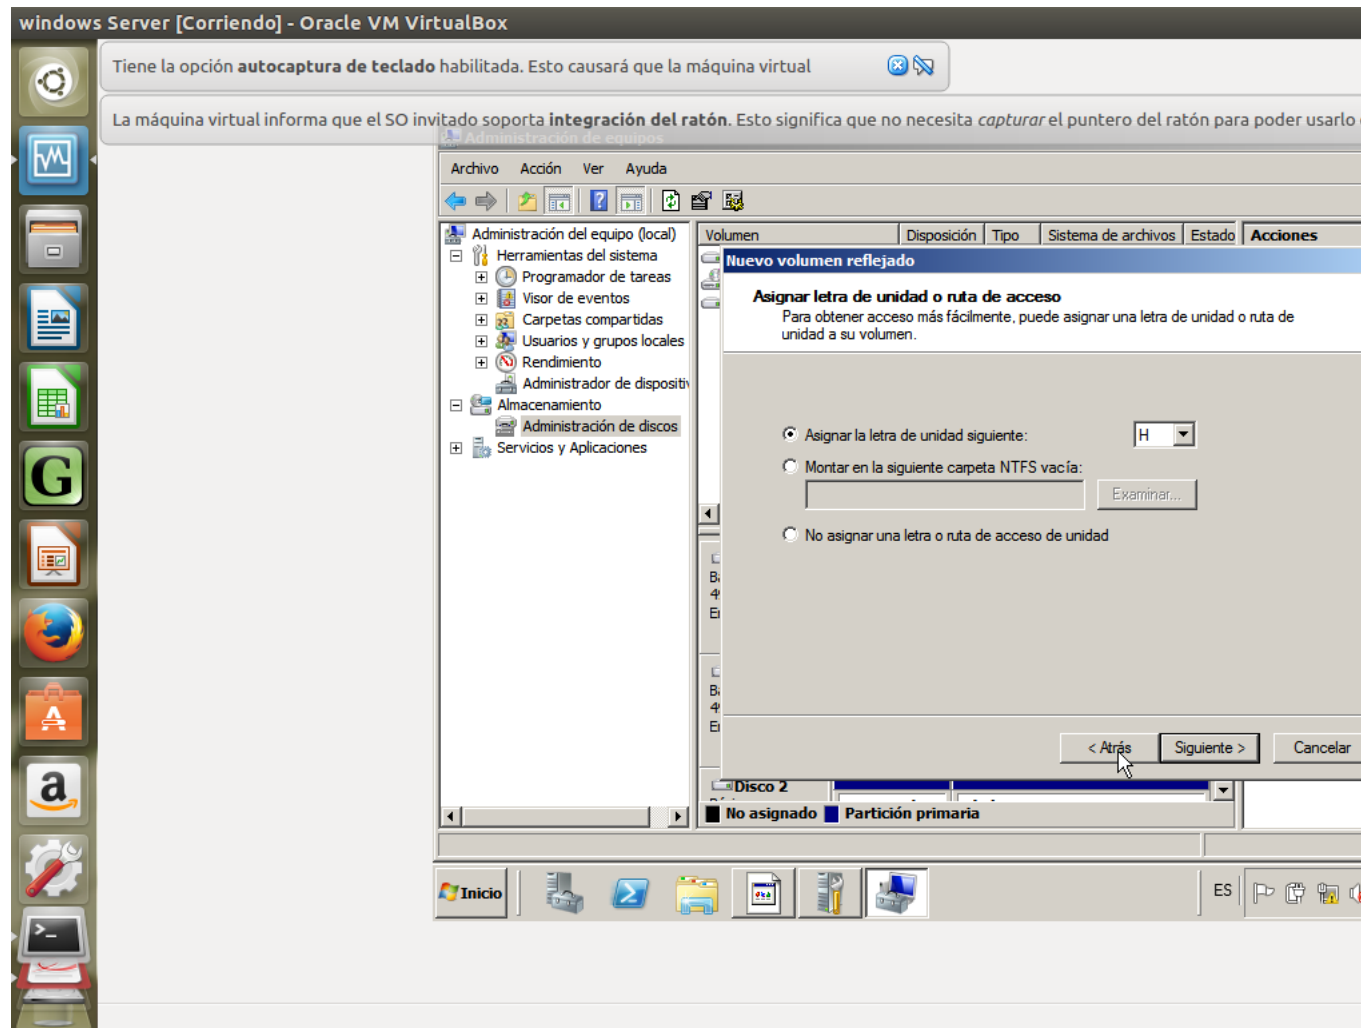 windows Server [Corriendo] - Oracle VM VirtualBox
Tiene la opción autocaptura de teclado habilitada. Esto causará que la máquina virtual
La máquina virtual informa que el SO invitado soporta integración del ratón. Esto significa que no necesita capturar el puntero del ratón para poder usarlo
Administración de equipos
Archivo Acción Ver Ayuda
Administración del equipo (local)
Herramientas del sistema
Programador de tareas
Visor de eventos
Carpetas compartidas
Usuarios y grupos locales
Rendimiento
Administrador de dispositiv
Almacenamiento
Administración de discos
Servicios y Aplicaciones
Volumen Disposición Tipo Sistema de archivos Estado Acciones
Nuevo volumen reflejado
Asignar letra de unidad o ruta de acceso
Para obtener acceso más fácilmente, puede asignar una letra de unidad o ruta de
unidad a su volumen.
Asignar la letra de unidad siguiente: H
Montar en la siguiente carpeta NTFS vacía:
Examinar...
No asignar una letra o ruta de acceso de unidad
< Atrás Siguiente > Cancelar
Disco 2
No asignado Partición primaria
Inicio
ES